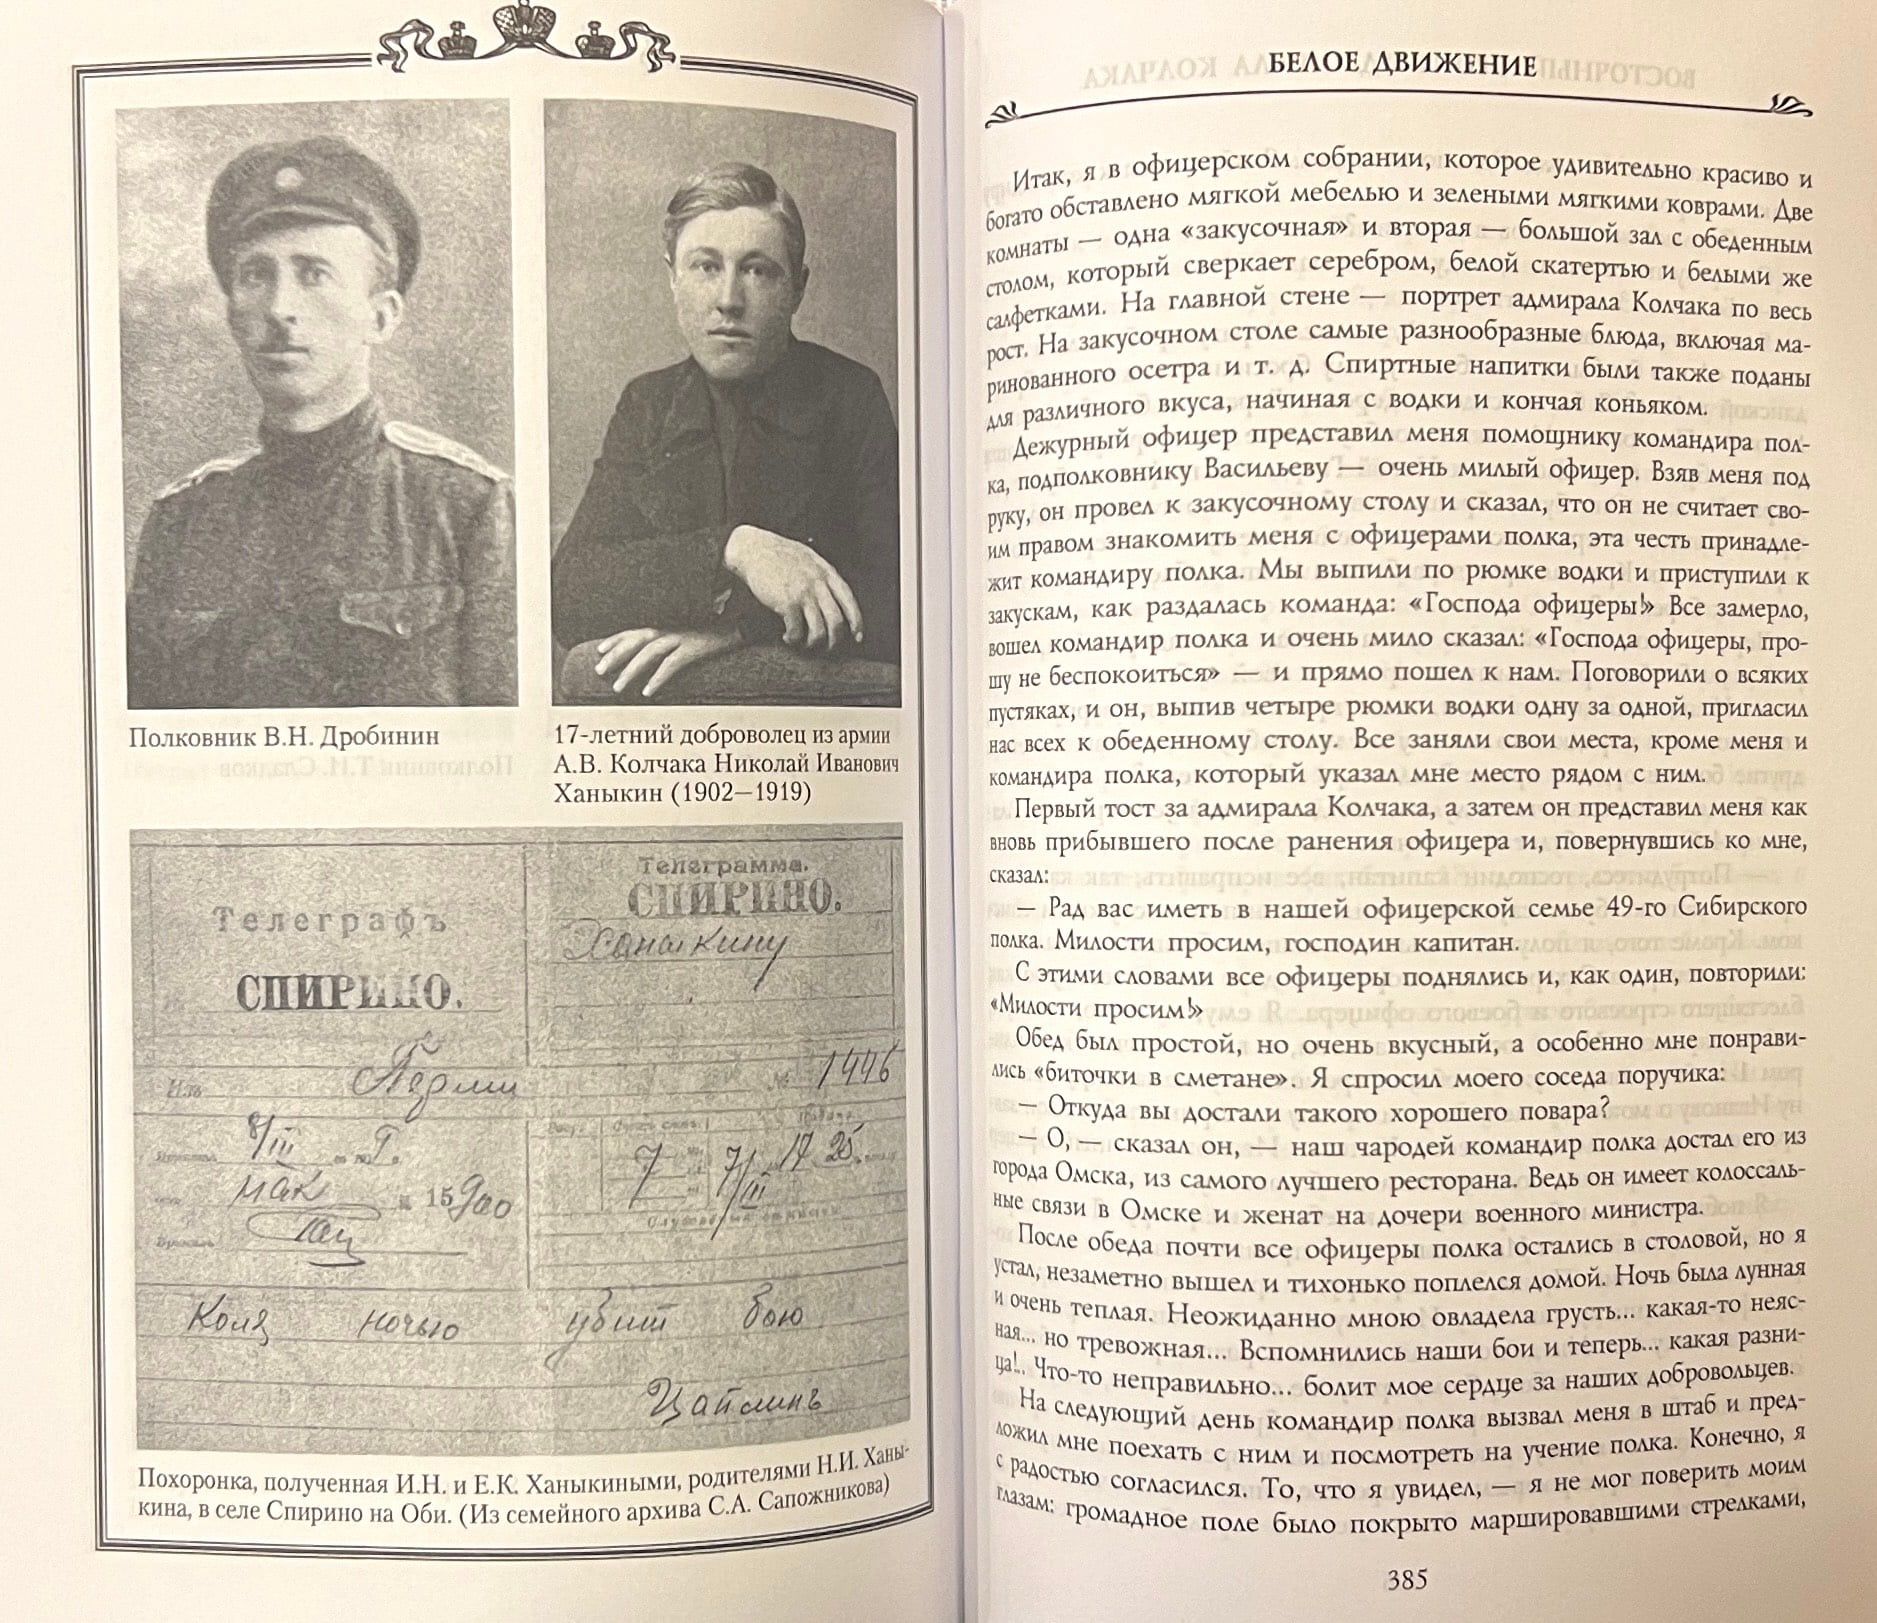 Полковник В.Н. Дробинин
17-летний доброволец из армии
А.В. Колчака Николай Иванович
Ханыкин (1902—1919)
Телеграфъ
СПИРИНО.
Изъ Перми
8/III
15
Телеграмма.
СПИРИНО.
Ханыкину
№ 1446
7 7/III 17 25
Коля ночью убит бою
Цаплинъ
Похоронка, полученная И.Н. и Е.К. Ханыкиными, родителями Н.И. Ханы-
кина, в селе Спирино на Оби. (Из семейного архива С.А. Сапожникова)
БЕЛОЕ ДВИЖЕНИЕ
Итак, я в офицерском собрании, которое удивительно красиво и
богато обставлено мягкой мебелью и зелеными мягкими коврами. Две
комнаты — одна «закусочная» и вторая — большой зал с обеденным
столом, который сверкает серебром, белой скатертью и белыми же
салфетками. На главной стене — портрет адмирала Колчака по весь
рост. На закусочном столе самые разнообразные блюда, включая ма-
ринованного осетра и т. д. Спиртные напитки были также поданы
для различного вкуса, начиная с водки и кончая коньяком.
Дежурный офицер представил меня помощнику командира пол-
ка, подполковнику Васильеву — очень милый офицер. Взяв меня под
руку, он провел к закусочному столу и сказал, что он не считает сво-
им правом знакомить меня с офицерами полка, эта честь принадле-
жит командиру полка. Мы выпили по рюмке водки и приступили к
закускам, как раздалась команда: «Господа офицеры!» Все замерло,
вошел командир полка и очень мило сказал: «Господа офицеры, про-
шу не беспокоиться» — и прямо пошел к нам. Поговорили о всяких
пустяках, и он, выпив четыре рюмки водки одну за одной, пригласил
нас всех к обеденному столу. Все заняли свои места, кроме меня и
командира полка, который указал мне место рядом с ним.
Первый тост за адмирала Колчака, а затем он представил меня как
вновь прибывшего после ранения офицера и, повернувшись ко мне,
сказал:
— Рад вас иметь в нашей офицерской семье 49-го Сибирского
полка. Милости просим, господин капитан.
С этими словами все офицеры поднялись и, как один, повторили:
«Милости просим!»
Обед был простой, но очень вкусный, а особенно мне понрави-
лись «биточки в сметане». Я спросил моего соседа поручика:
— Откуда вы достали такого хорошего повара?
— О, — сказал он, — наш чародей командир полка достал его из
города Омска, из самого лучшего ресторана. Ведь он имеет колоссаль-
ные связи в Омске и женат на дочери военного министра.
После обеда почти все офицеры полка остались в столовой, но я
устал, незаметно вышел и тихонько поплелся домой. Ночь была лунная
и очень теплая. Неожиданно мною овладела грусть... какая-то неяс-
ная... но тревожная... Вспомнились наши бои и теперь... какая разни-
ца!.. Что-то неправильно... болит мое сердце за наших добровольцев.
На следующий день командир полка вызвал меня в штаб и пред-
ложил мне поехать с ним и посмотреть на учение полка. Конечно, я
с радостью согласился. То, что я увидел, — я не мог поверить моим
глазам: громадное поле было покрыто маршировавшими стрелками,
385